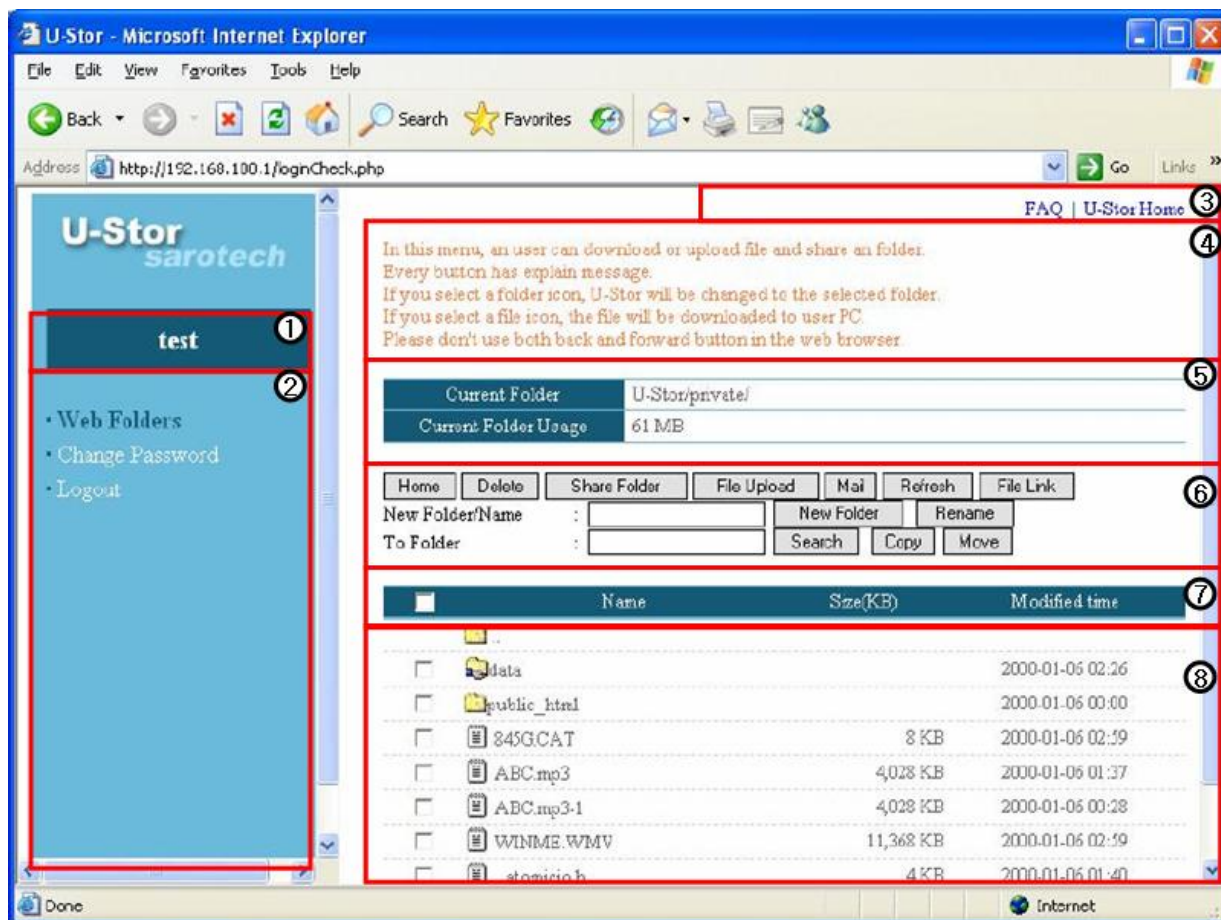 U-Stor - Microsoft Internet Explorer
File Edit View Favorites Tools Help
Back Search Favorites
Address http://192.168.100.1/loginCheck.php Go Links »
FAQ | U-Stor Home ③
U-Stor
sarotech
① test
②
• Web Folders
• Change Password
• Logout
④
In this menu, an user can download or upload file and share an folder.
Every button has explain message.
If you select a folder icon, U-Stor will be changed to the selected folder.
If you select a file icon, the file will be downloaded to user PC.
Please don't use both back and forward button in the web browser.
⑤
Current Folder U-Stor/private/
Current Folder Usage 61 MB
Home Delete Share Folder File Upload Mail Refresh File Link
⑥
New Folder/Name : New Folder Rename
To Folder : Search Copy Move
Name Size(KB) Modified time ⑦
..
data 2000-01-06 02:26
⑧
public_html 2000-01-06 00:00
845G.CAT 8 KB 2000-01-06 02:59
ABC.mp3 4,028 KB 2000-01-06 01:37
ABC.mp3-1 4,028 KB 2000-01-06 00:28
WINME.WMV 11,368 KB 2000-01-06 02:59
atomicio.h 4 KB 2000-01-06 01:40
Done Internet